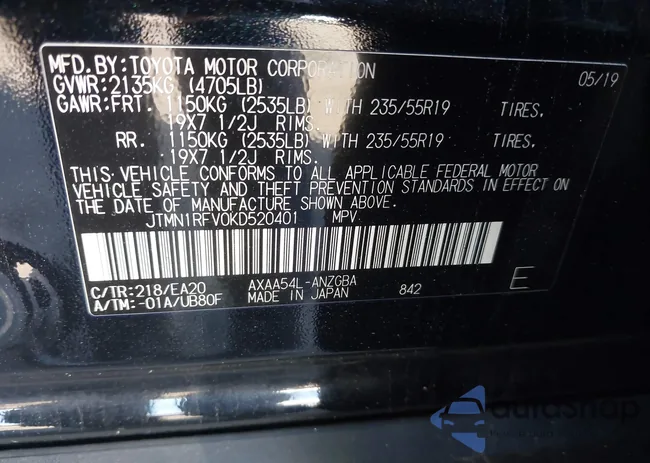 MFD. BY: TOYOTA MOTOR CORPORATION 05/19
GVWR: 2135KG (4705LB)
GAWR: FRT. 1150KG (2535LB) WITH 235/55R19 TIRES.
19X7 1/2J RIMS.
RR. 1150KG (2535LB) WITH 235/55R19 TIRES.
19X7 1/2J RIMS.
THIS VEHICLE CONFORMS TO ALL APPLICABLE FEDERAL MOTOR
VEHICLE SAFETY AND THEFT PREVENTION STANDARDS IN EFFECT ON
THE DATE OF MANUFACTURE SHOWN ABOVE.
JTMN1RFV0KD520401 MPV.
C/TR: 218/EA20 AXAA54L-ANZGBA
A/TM: -01A/UB80F MADE IN JAPAN 842 E
autoshop